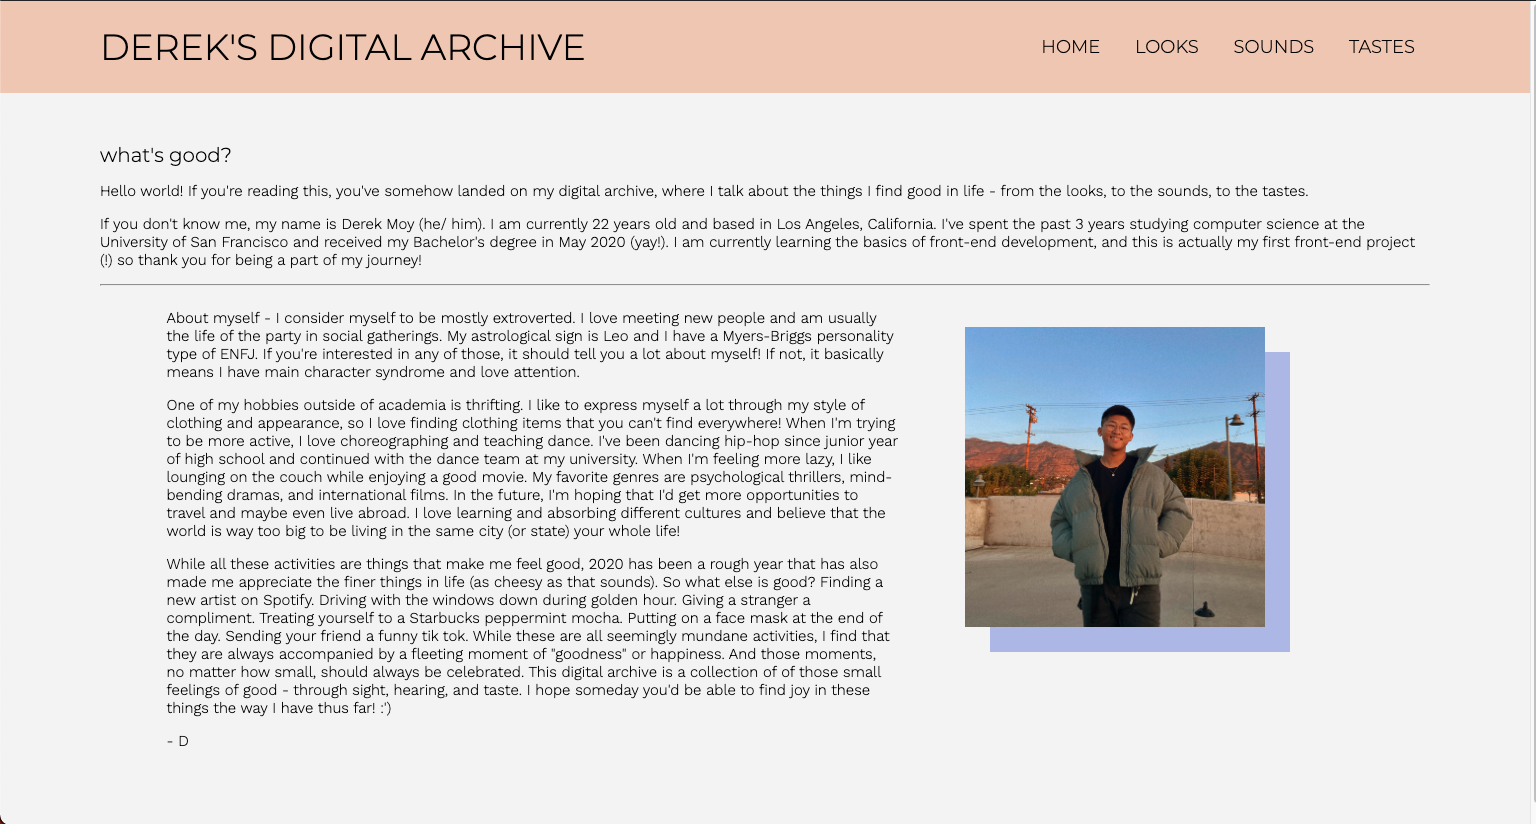 DEREK'S DIGITAL ARCHIVE
HOME LOOKS SOUNDS TASTES
what's good?
Hello world! If you're reading this, you've somehow landed on my digital archive, where I talk about the things I find good in life - from the looks, to the sounds, to the tastes.
If you don't know me, my name is Derek Moy (he/ him). I am currently 22 years old and based in Los Angeles, California. I've spent the past 3 years studying computer science at the
University of San Francisco and received my Bachelor's degree in May 2020 (yay!). I am currently learning the basics of front-end development, and this is actually my first front-end project
(!) so thank you for being a part of my journey!
About myself - I consider myself to be mostly extroverted. I love meeting new people and am usually
the life of the party in social gatherings. My astrological sign is Leo and I have a Myers-Briggs personality
type of ENFJ. If you're interested in any of those, it should tell you a lot about myself! If not, it basically
means I have main character syndrome and love attention.
One of my hobbies outside of academia is thrifting. I like to express myself a lot through my style of
clothing and appearance, so I love finding clothing items that you can't find everywhere! When I'm trying
to be more active, I love choreographing and teaching dance. I've been dancing hip-hop since junior year
of high school and continued with the dance team at my university. When I'm feeling more lazy, I like
lounging on the couch while enjoying a good movie. My favorite genres are psychological thrillers, mind-
bending dramas, and international films. In the future, I'm hoping that I'd get more opportunities to
travel and maybe even live abroad. I love learning and absorbing different cultures and believe that the
world is way too big to be living in the same city (or state) your whole life!
While all these activities are things that make me feel good, 2020 has been a rough year that has also
made me appreciate the finer things in life (as cheesy as that sounds). So what else is good? Finding a
new artist on Spotify. Driving with the windows down during golden hour. Giving a stranger a
compliment. Treating yourself to a Starbucks peppermint mocha. Putting on a face mask at the end of
the day. Sending your friend a funny tik tok. While these are all seemingly mundane activities, I find that
they are always accompanied by a fleeting moment of "goodness" or happiness. And those moments,
no matter how small, should always be celebrated. This digital archive is a collection of of those small
feelings of good - through sight, hearing, and taste. I hope someday you'd be able to find joy in these
things the way I have thus far! :')
- D